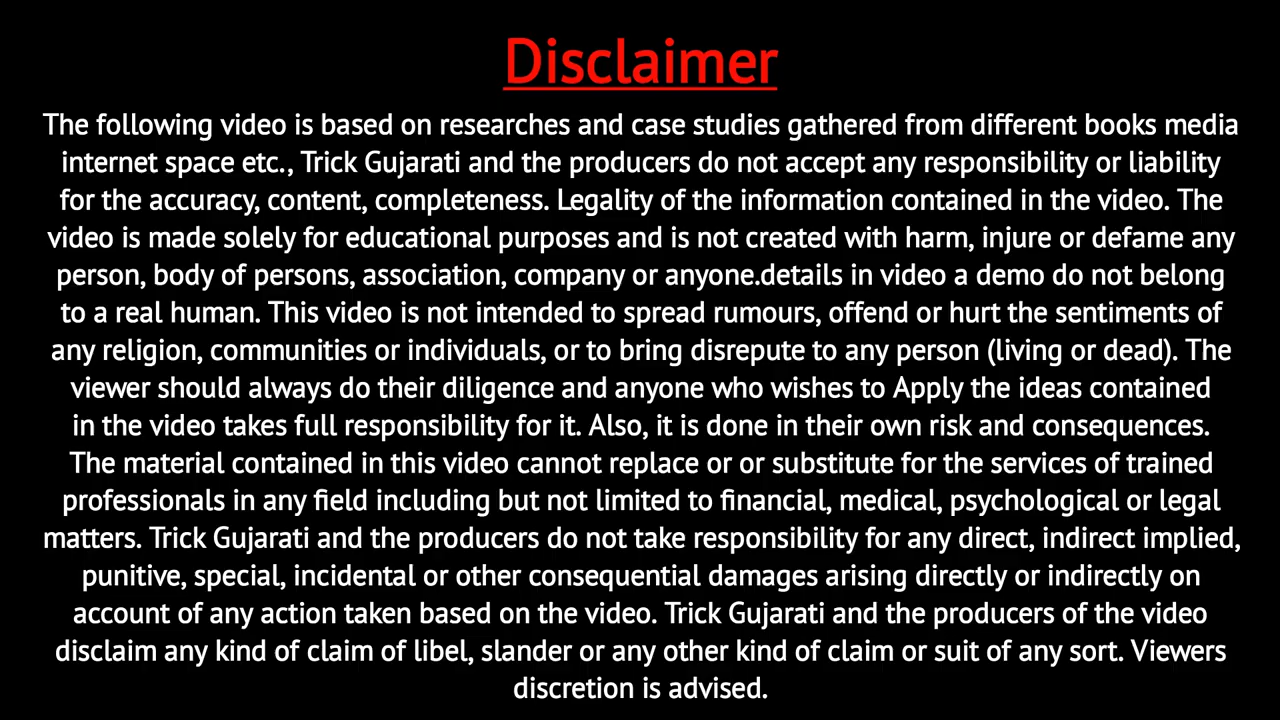 Disclaimer
The following video is based on researches and case studies gathered from different books media
internet space etc., Trick Gujarati and the producers do not accept any responsibility or liability
for the accuracy, content, completeness. Legality of the information contained in the video. The
video is made solely for educational purposes and is not created with harm, injure or defame any
person, body of persons, association, company or anyone.details in video a demo do not belong
to a real human. This video is not intended to spread rumours, offend or hurt the sentiments of
any religion, communities or individuals, or to bring disrepute to any person (living or dead). The
viewer should always do their diligence and anyone who wishes to Apply the ideas contained
in the video takes full responsibility for it. Also, it is done in their own risk and consequences.
The material contained in this video cannot replace or or substitute for the services of trained
professionals in any field including but not limited to financial, medical, psychological or legal
matters. Trick Gujarati and the producers do not take responsibility for any direct, indirect implied,
punitive, special, incidental or other consequential damages arising directly or indirectly on
account of any action taken based on the video. Trick Gujarati and the producers of the video
disclaim any kind of claim of libel, slander or any other kind of claim or suit of any sort. Viewers
discretion is advised.